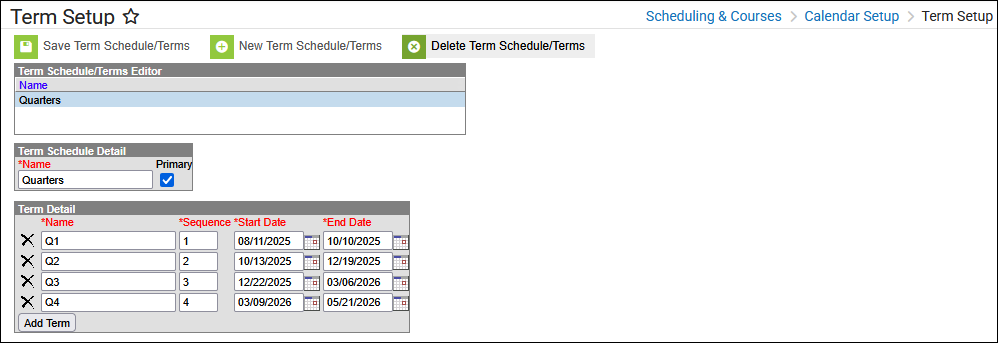 Term Setup Scheduling & Courses Calendar Setup Term Setup
Save Term Schedule/Terms New Term Schedule/Terms Delete Term Schedule/Terms
Term Schedule/Terms Editor
Name
Quarters
Term Schedule Detail
*Name Primary
Quarters
Term Detail
*Name *Sequence *Start Date *End Date
Q1 1 08/11/2025 10/10/2025
Q2 2 10/13/2025 12/19/2025
Q3 3 12/22/2025 03/06/2026
Q4 4 03/09/2026 05/21/2026
Add Term